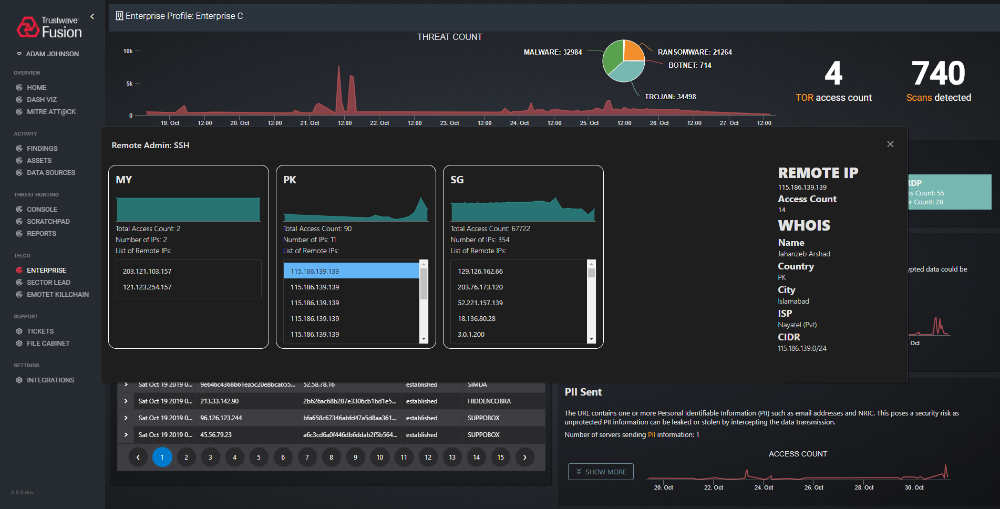 Trustwave
Fusion
ADAM JOHNSON
OVERVIEW
HOME
DASH VIZ
MITRE ATT@CK
ACTIVITY
FINDINGS
ASSETS
DATA SOURCES
THREAT HUNTING
CONSOLE
SCRATCHPAD
REPORTS
TELCO
ENTERPRISE
SECTOR LEAD
EMOTET KILLCHAIN
SUPPORT
TICKETS
FILE CABINET
SETTINGS
INTEGRATIONS
0.0.0-dev
Enterprise Profile: Enterprise C
THREAT COUNT
10k
5k
0
19. Oct 12:00 20. Oct 12:00 21. Oct 12:00 22. Oct 12:00 23. Oct 12:00 24. Oct 12:00 25. Oct 12:00 26. Oct 12:00 27. Oct 12:00
MALWARE: 32984
RANSOMWARE: 21264
BOTNET: 714
TROJAN: 34498
4
TOR access count
740
Scans detected
Remote Admin: SSH
MY
Total Access Count: 2
Number of IPs: 2
List of Remote IPs:
203.121.103.157
121.123.254.157
PK
Total Access Count: 90
Number of IPs: 11
List of Remote IPs:
115.186.139.139
115.186.139.139
115.186.139.139
115.186.139.139
115.186.139.139
SG
Total Access Count: 67722
Number of IPs: 354
List of Remote IPs:
129.126.162.66
203.76.173.120
52.221.157.139
18.136.80.28
3.0.1.200
REMOTE IP
115.186.139.139
Access Count
14
WHOIS
Name
Jahanzeb Arshad
Country
PK
City
Islamabad
ISP
Nayatel (Pvt)
CIDR
115.186.139.0/24
RDP
ss Count: 55
er Count: 28
ypted data could be
. Oct
Sat Oct 19 2019 0... 9e646c4368b61ea5c20e8bca655... 52.58.78.16 established SIMDA
Sat Oct 19 2019 0... 213.33.142.90 2b626ac68b287e3306cb1bd1e5... established HIDDENCOBRA
Sat Oct 19 2019 0... 96.126.123.244 bfa658c67346abfd47a5d8aa361... established SUPPOBOX
Sat Oct 19 2019 0... 45.56.79.23 a6c3cd6a0f446db6ddab2f5b564... established SUPPOBOX
1 2 3 4 5 6 7 8 9 10 11 12 13 14 15
PII Sent
The URL contains one or more Personal Identifiable Information (PII) such as email addresses and NRIC. This poses a security risk as
unprotected PII information can be leaked or stolen by intercepting the data transmission.
Number of servers sending PII information: 1
ACCESS COUNT
SHOW MORE
20. Oct 22. Oct 24. Oct 26. Oct 28. Oct 30. Oct